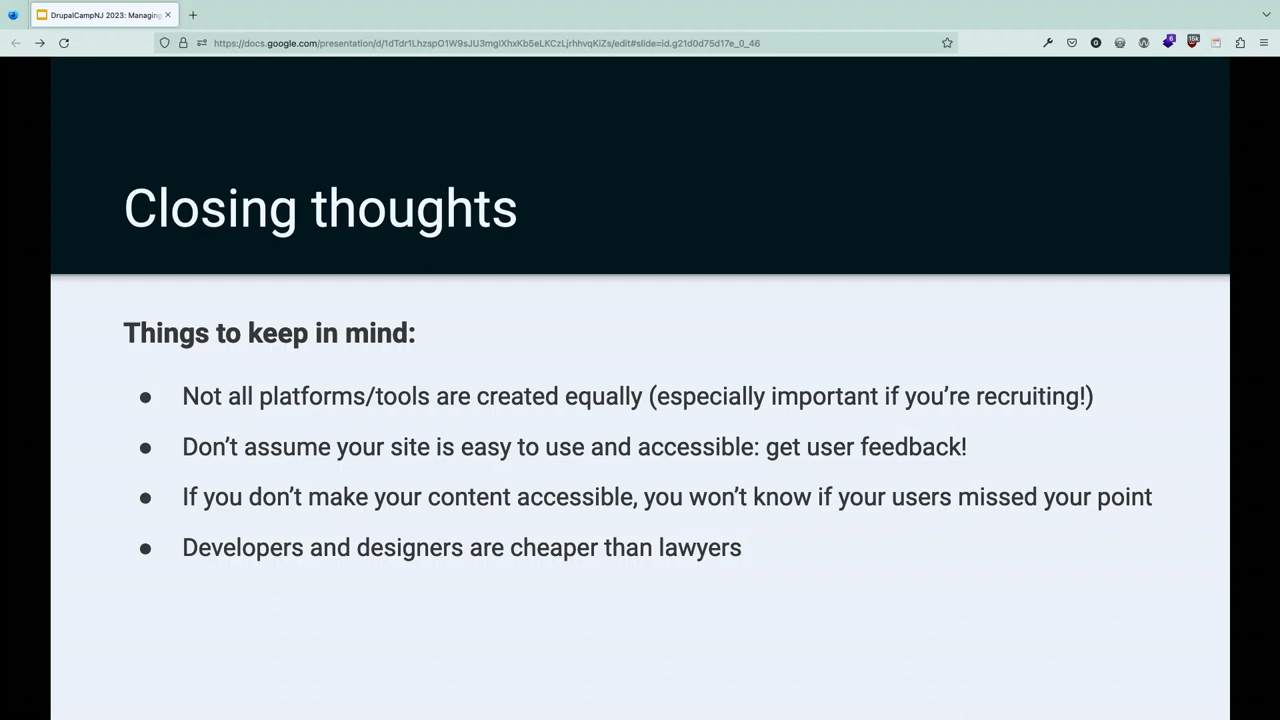 DrupalCampNJ 2023: Managing
https://docs.google.com/presentation/d/1dTdr1LhzspO1W9sJU3mglXhxKb5eLKCzLjrhhvqKiZs/edit#slide=id.g21d0d75d17e_0_46
6
15k
Closing thoughts
Things to keep in mind:
● Not all platforms/tools are created equally (especially important if you’re recruiting!)
● Don’t assume your site is easy to use and accessible: get user feedback!
● If you don’t make your content accessible, you won’t know if your users missed your point
● Developers and designers are cheaper than lawyers